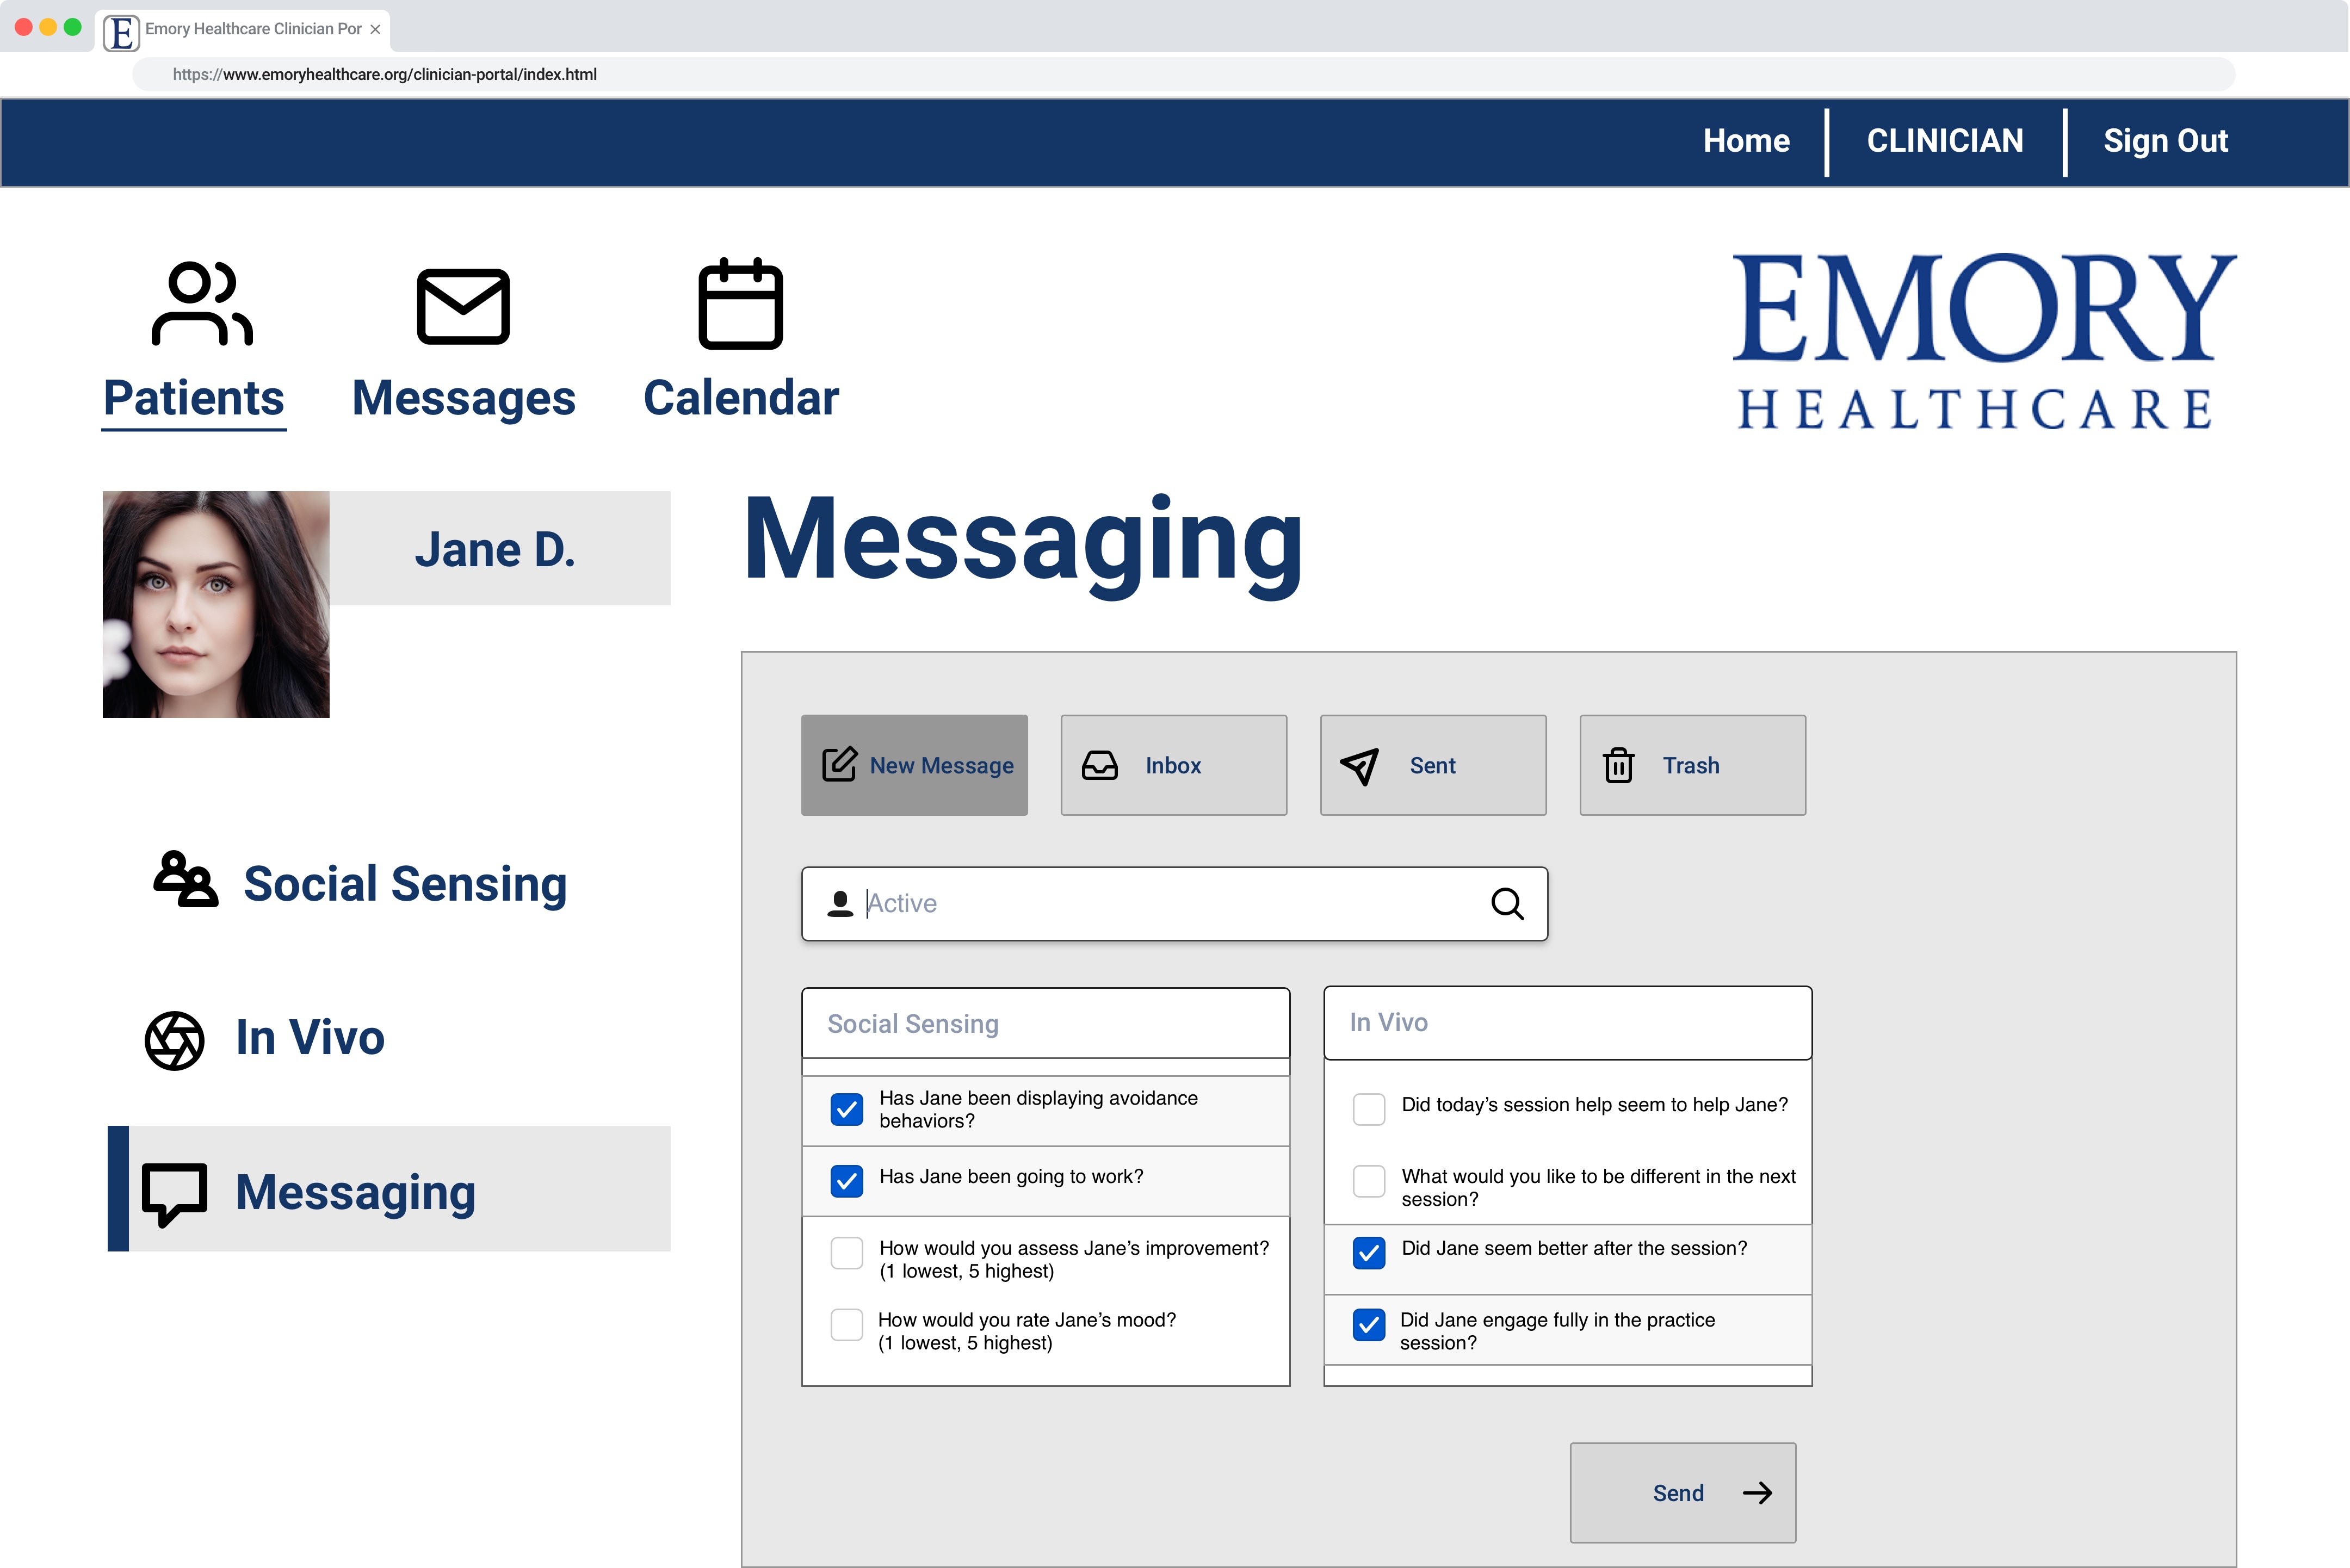 E
Emory Healthcare Clinician Por
https://www.emoryhealthcare.org/clinician-portal/index.html
Home
CLINICIAN
Sign Out
Patients
Messages
Calendar
EMORY
HEALTHCARE
Jane D.
Messaging
Social Sensing
In Vivo
Messaging
New Message
Inbox
Sent
Trash
Active
Social Sensing
Has Jane been displaying avoidance
behaviors?
Has Jane been going to work?
How would you assess Jane’s improvement?
(1 lowest, 5 highest)
How would you rate Jane’s mood?
(1 lowest, 5 highest)
In Vivo
Did today’s session help seem to help Jane?
What would you like to be different in the next
session?
Did Jane seem better after the session?
Did Jane engage fully in the practice
session?
Send